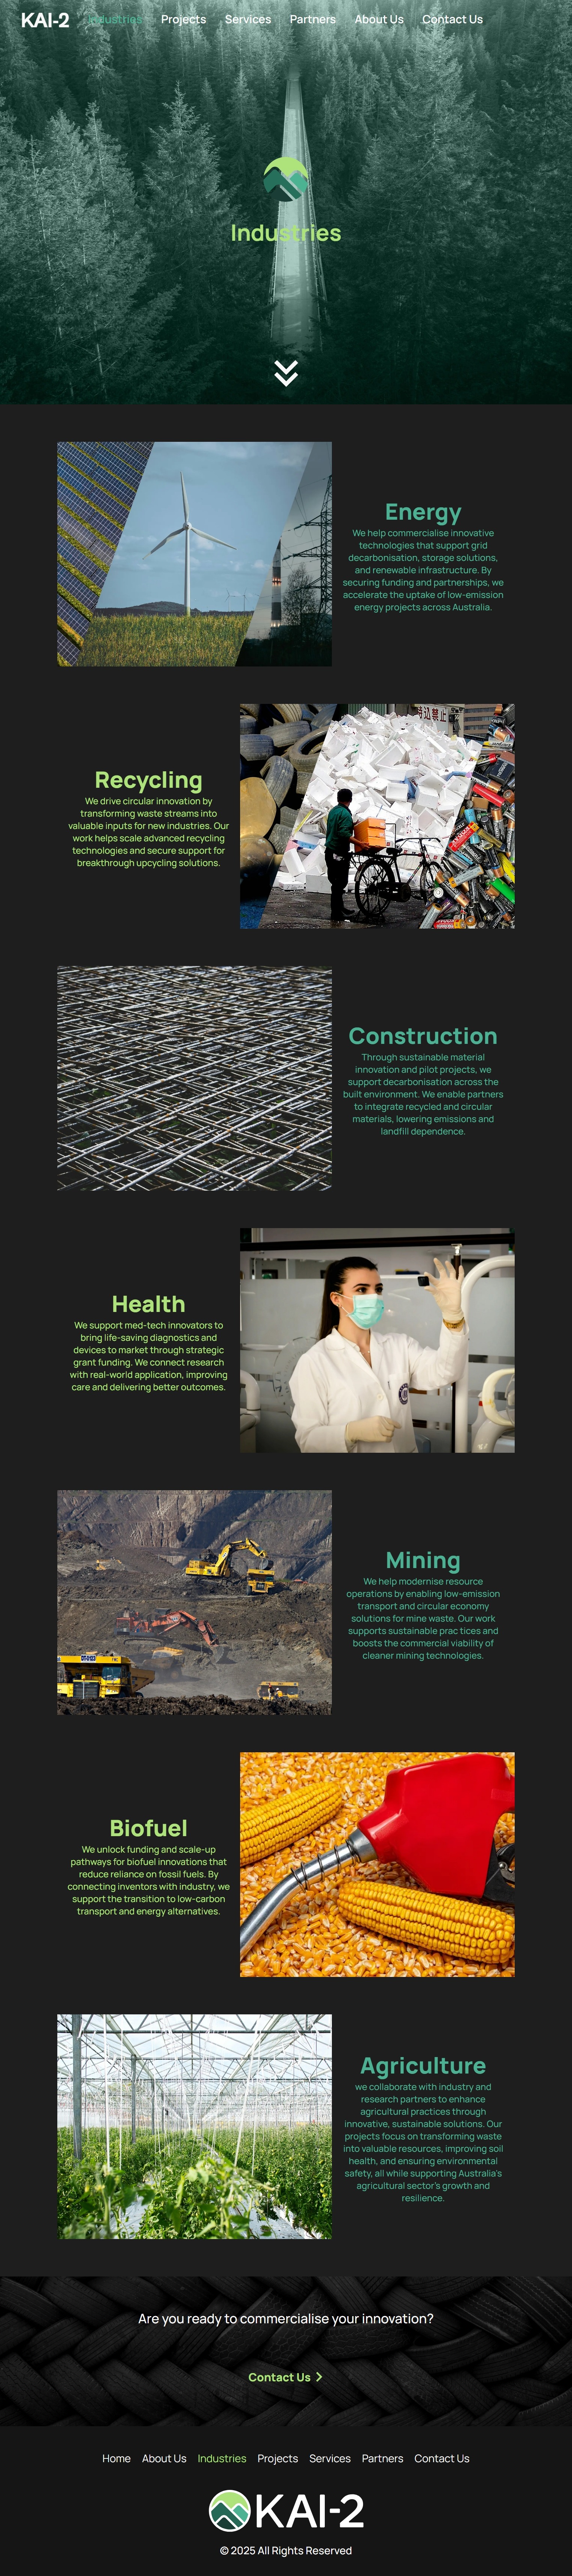 KAI-2 Industries Projects Services Partners About Us Contact Us
Industries
Energy
We help commercialise innovative
technologies that support grid
decarbonisation, storage solutions,
and renewable infrastructure. By
securing funding and partnerships, we
accelerate the uptake of low-emission
energy projects across Australia.
Recycling
We drive circular innovation by
transforming waste streams into
valuable inputs for new industries. Our
work helps scale advanced recycling
technologies and secure support for
breakthrough upcycling solutions.
Construction
Through sustainable material
innovation and pilot projects, we
support decarbonisation across the
built environment. We enable partners
to integrate recycled and circular
materials, lowering emissions and
landfill dependence.
Health
We support med-tech innovators to
bring life-saving diagnostics and
devices to market through strategic
grant funding. We connect research
with real-world application, improving
care and delivering better outcomes.
Mining
We help modernise resource
operations by enabling low-emission
transport and circular economy
solutions for mine waste. Our work
supports sustainable prac tices and
boosts the commercial viability of
cleaner mining technologies.
Biofuel
We unlock funding and scale-up
pathways for biofuel innovations that
reduce reliance on fossil fuels. By
connecting inventors with industry, we
support the transition to low-carbon
transport and energy alternatives.
Agriculture
we collaborate with industry and
research partners to enhance
agricultural practices through
innovative, sustainable solutions. Our
projects focus on transforming waste
into valuable resources, improving soil
health, and ensuring environmental
safety, all while supporting Australia's
agricultural sector's growth and
resilience.
Are you ready to commercialise your innovation?
Contact Us
Home About Us Industries Projects Services Partners Contact Us
KAI-2
© 2025 All Rights Reserved